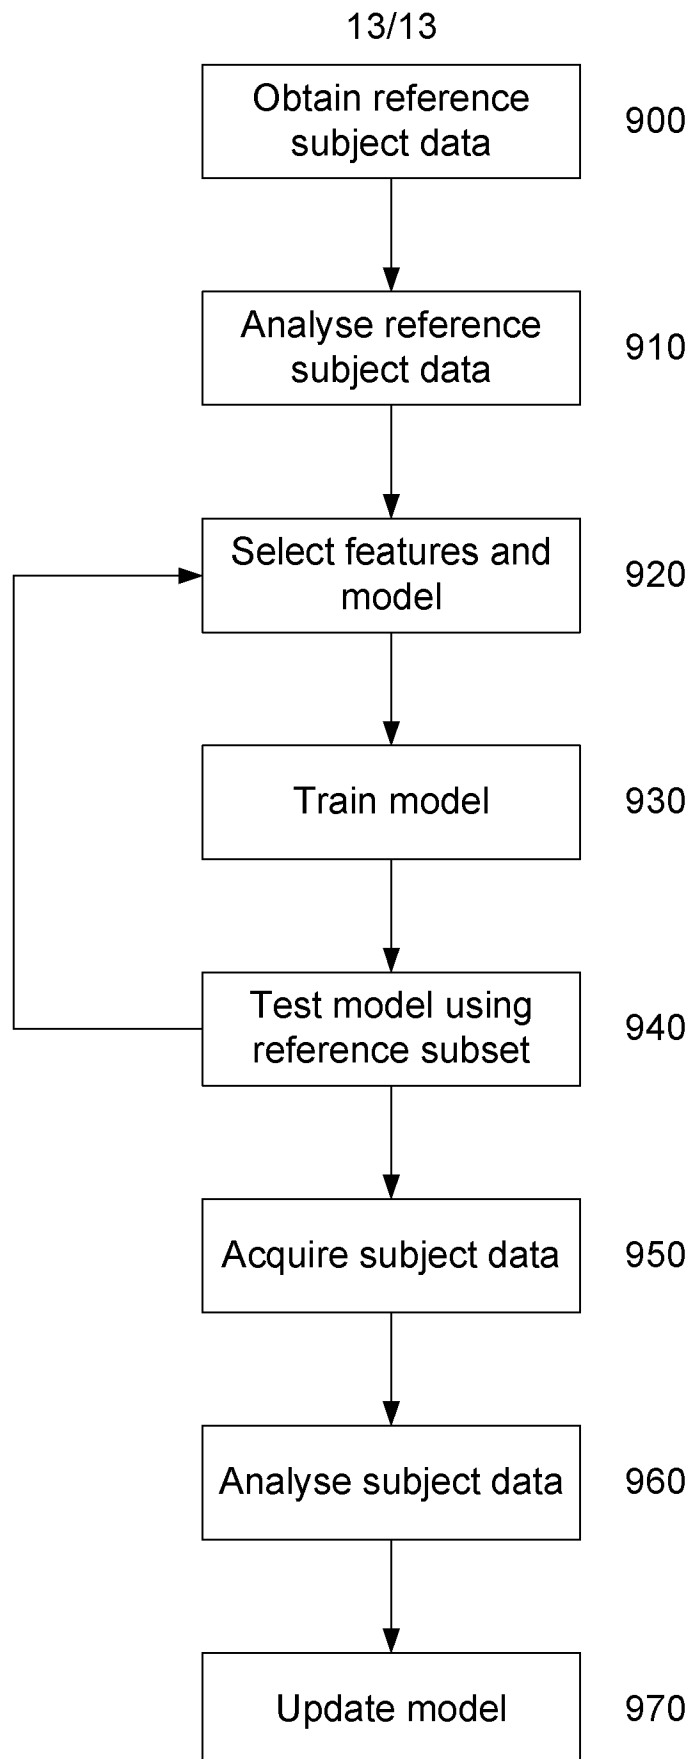 13/13
Obtain reference
subject data
900
Analyse reference
subject data
910
Select features and
model
920
Train model
930
Test model using
reference subset
940
Acquire subject data
950
Analyse subject data
960
Update model
970